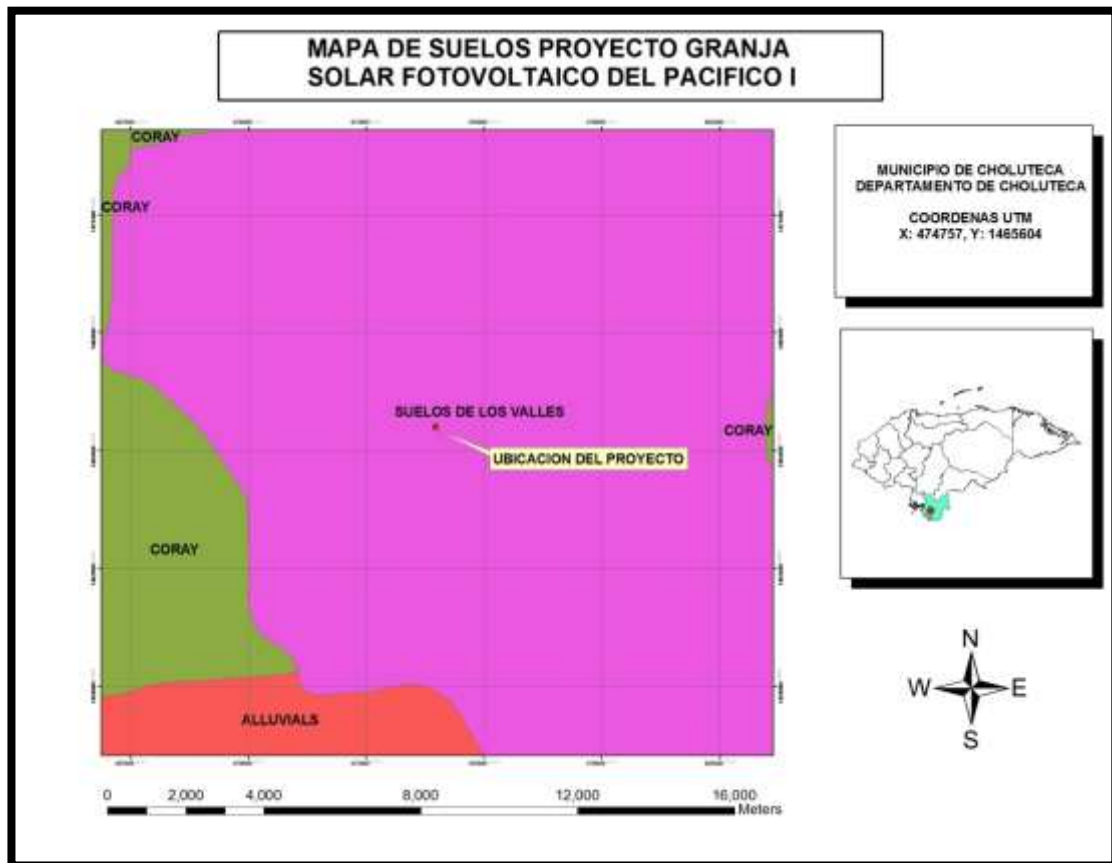 MAPA DE SUELOS PROYECTO GRANJA
SOLAR FOTOVOLTAICO DEL PACIFICO I
MUNICIPIO DE CHOLUTECA
DEPARTAMENTO DE CHOLUTECA
COORDENAS UTM
X: 474757, Y: 1465604
CORAY
CORAY
SUELOS DE LOS VALLES
CORAY
UBICACION DEL PROYECTO
CORAY
ALLUVIALS
N
W
E
S
0 2,000 4,000 8,000 12,000 16,000
Meters